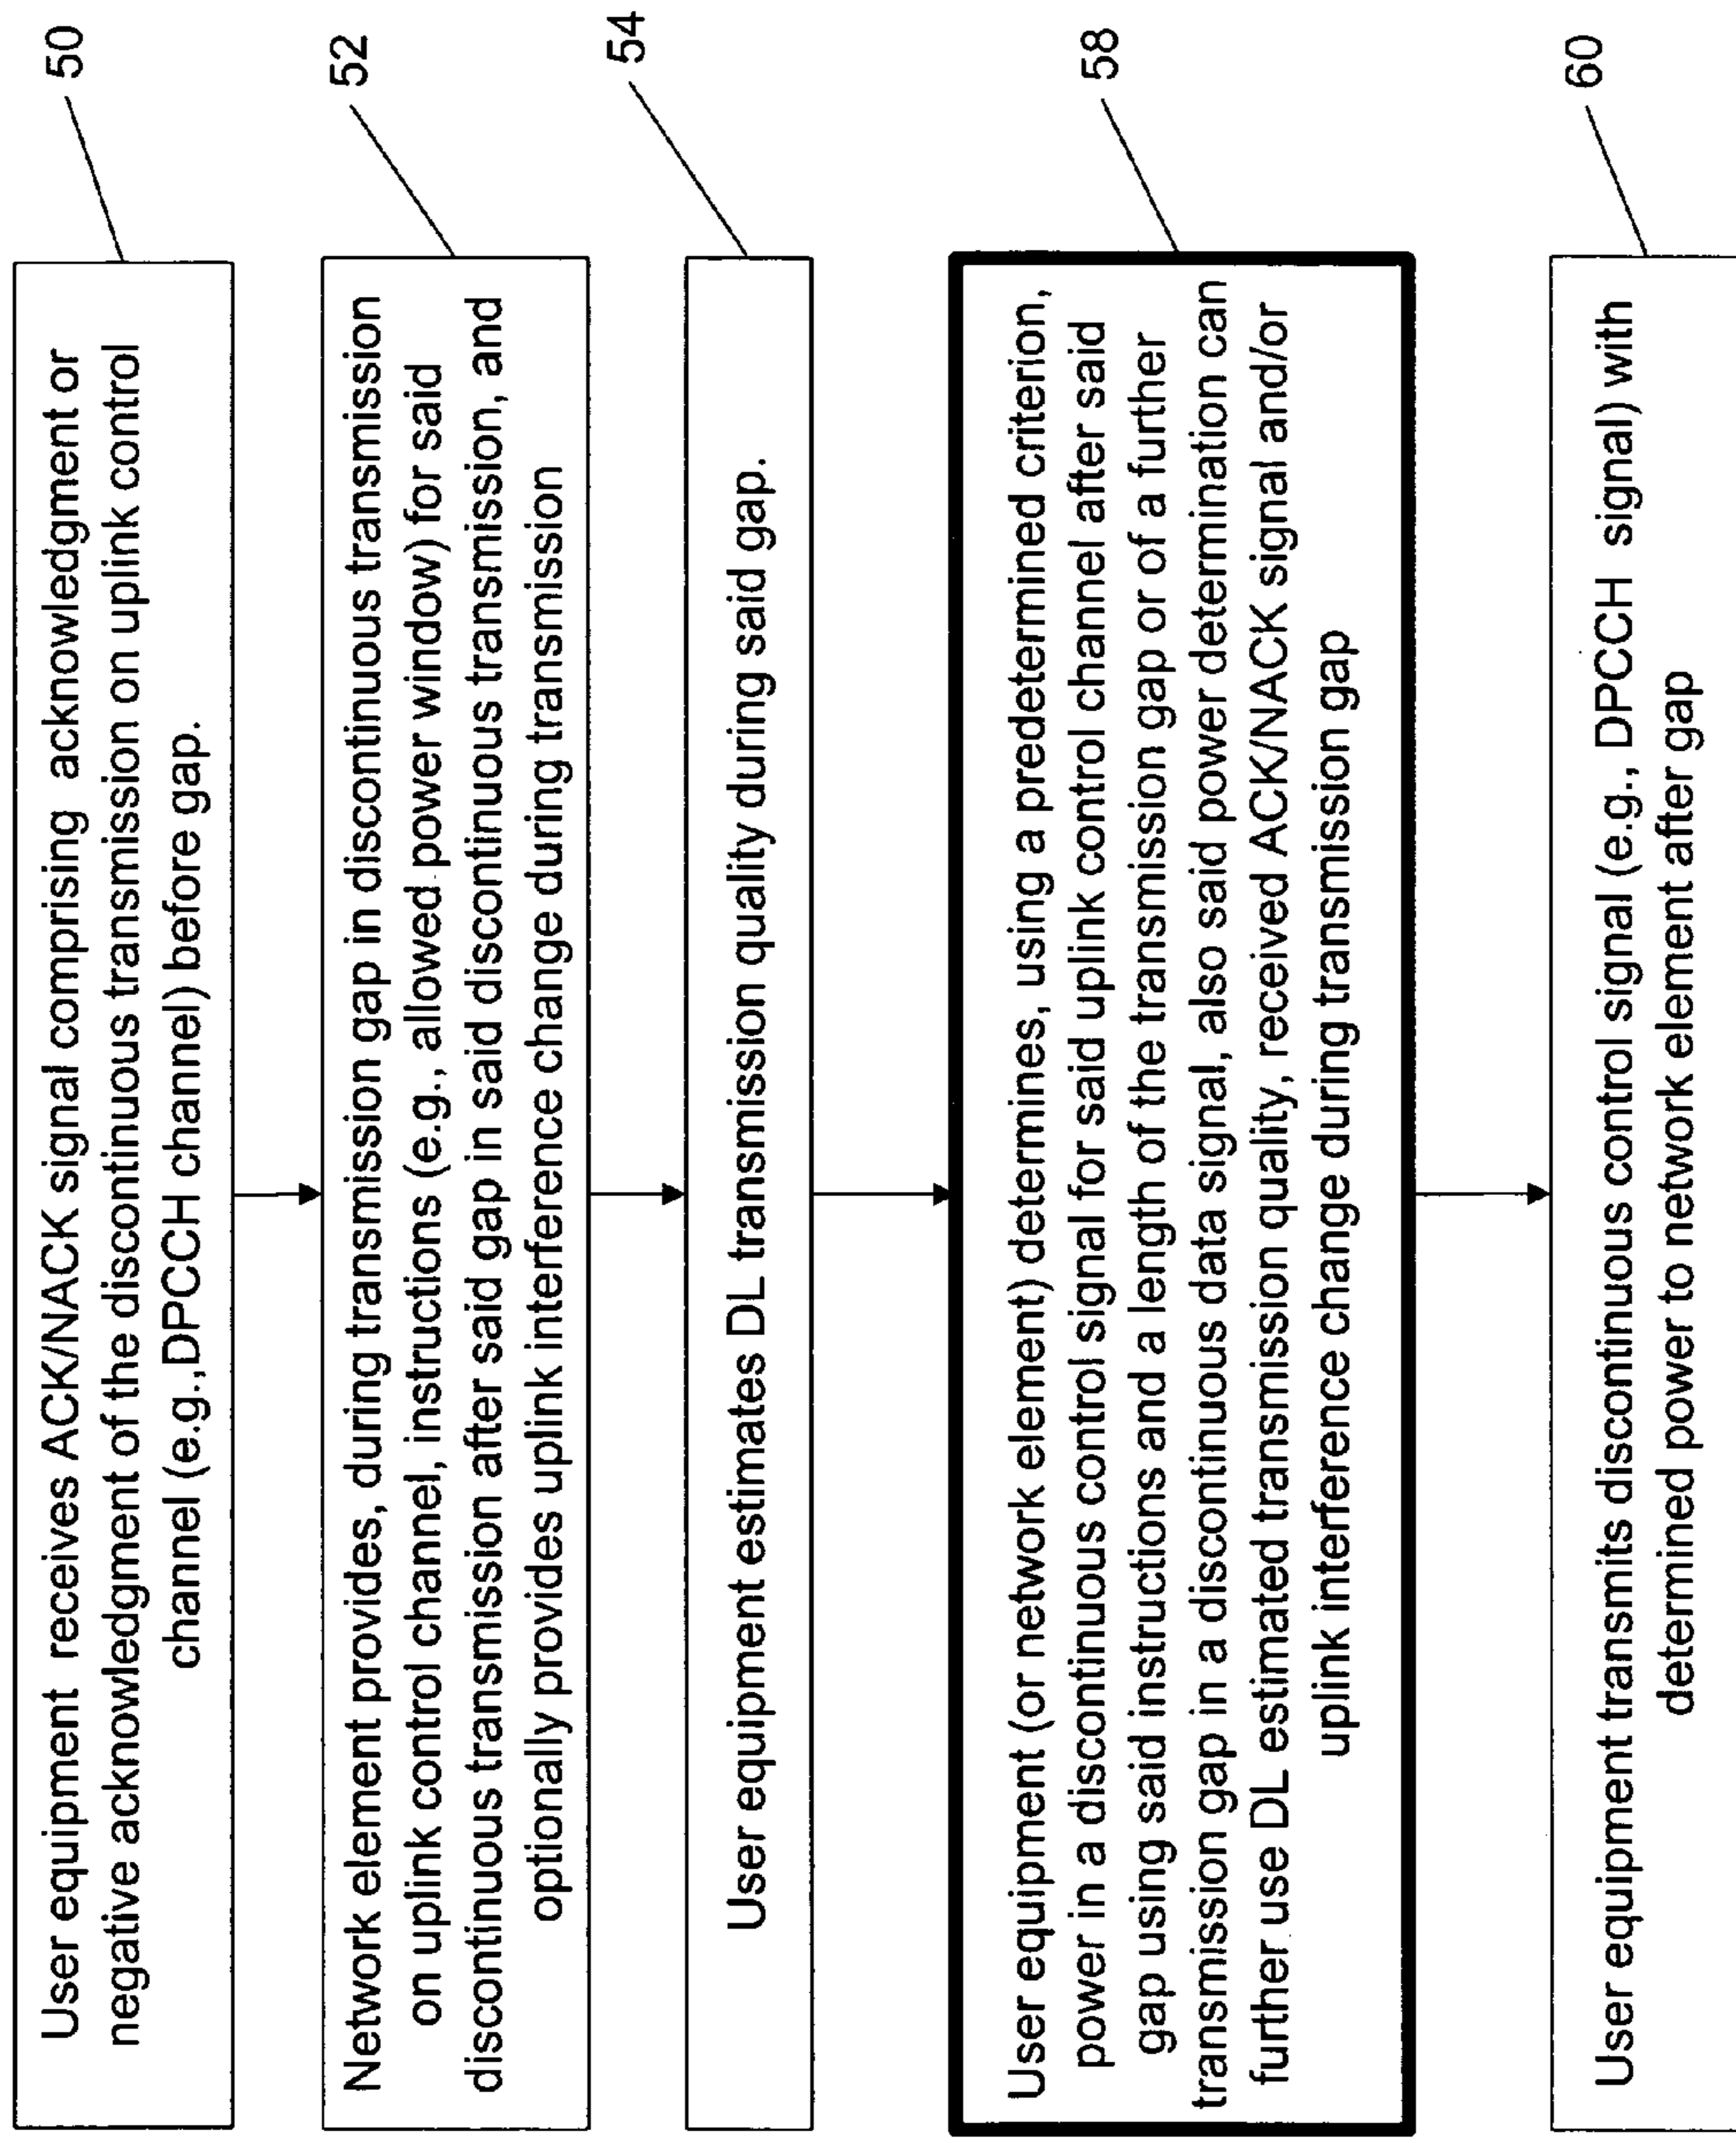 User equipment receives ACK/NACK signal comprising acknowledgment or
negative acknowledgment of the discontinuous transmission on uplink control
channel (e.g.,DPCCH channel) before gap.
50
Network element provides, during transmission gap in discontinuous transmission
on uplink control channel, instructions (e.g., allowed power window) for said
discontinuous transmission after said gap in said discontinuous transmission, and
optionally provides uplink interference change during transmission
52
User equipment estimates DL transmission quality during said gap.
54
User equipment (or network element) determines, using a predetermined criterion,
power in a discontinuous control signal for said uplink control channel after said
gap using said instructions and a length of the transmission gap or of a further
transmission gap in a discontinuous data signal, also said power determination can
further use DL estimated transmission quality, received ACK/NACK signal and/or
uplink interference change during transmission gap
58
User equipment transmits discontinuous control signal (e.g., DPCCH signal) with
determined power to network element after gap
60